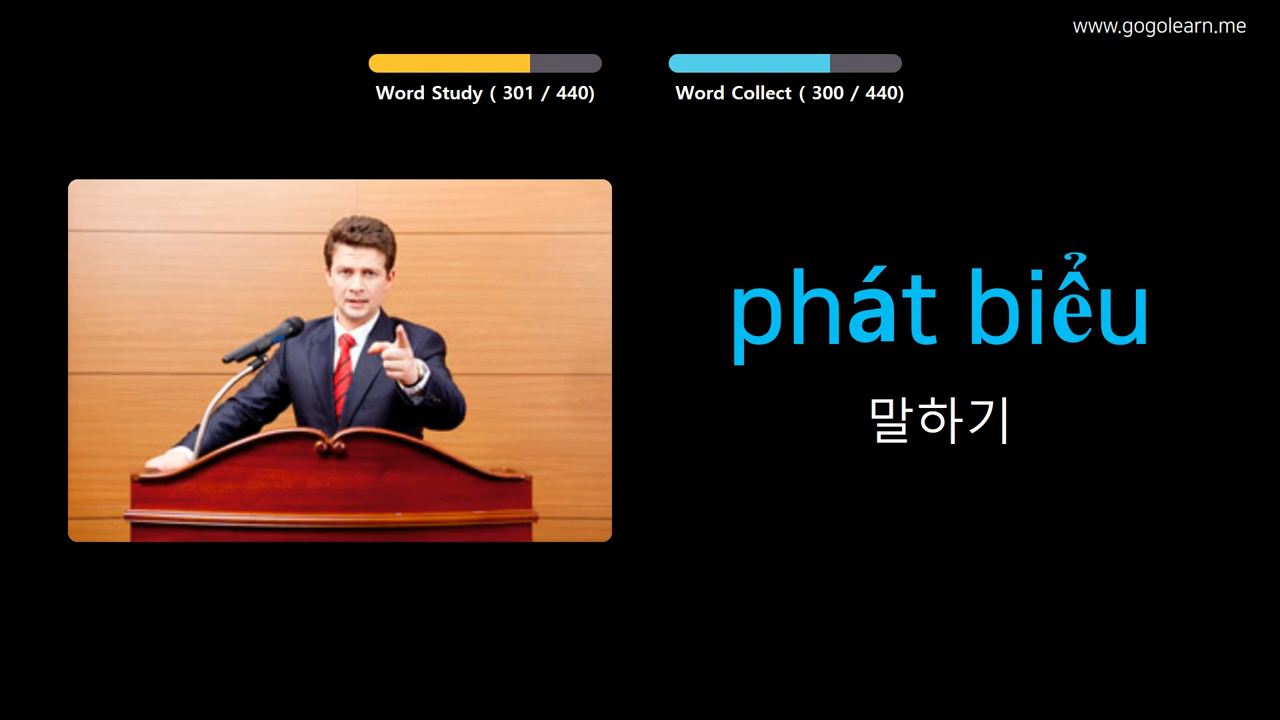 www.gogolearn.me
Word Study ( 301 / 440)
Word Collect ( 300 / 440)
phát biểu
말하기